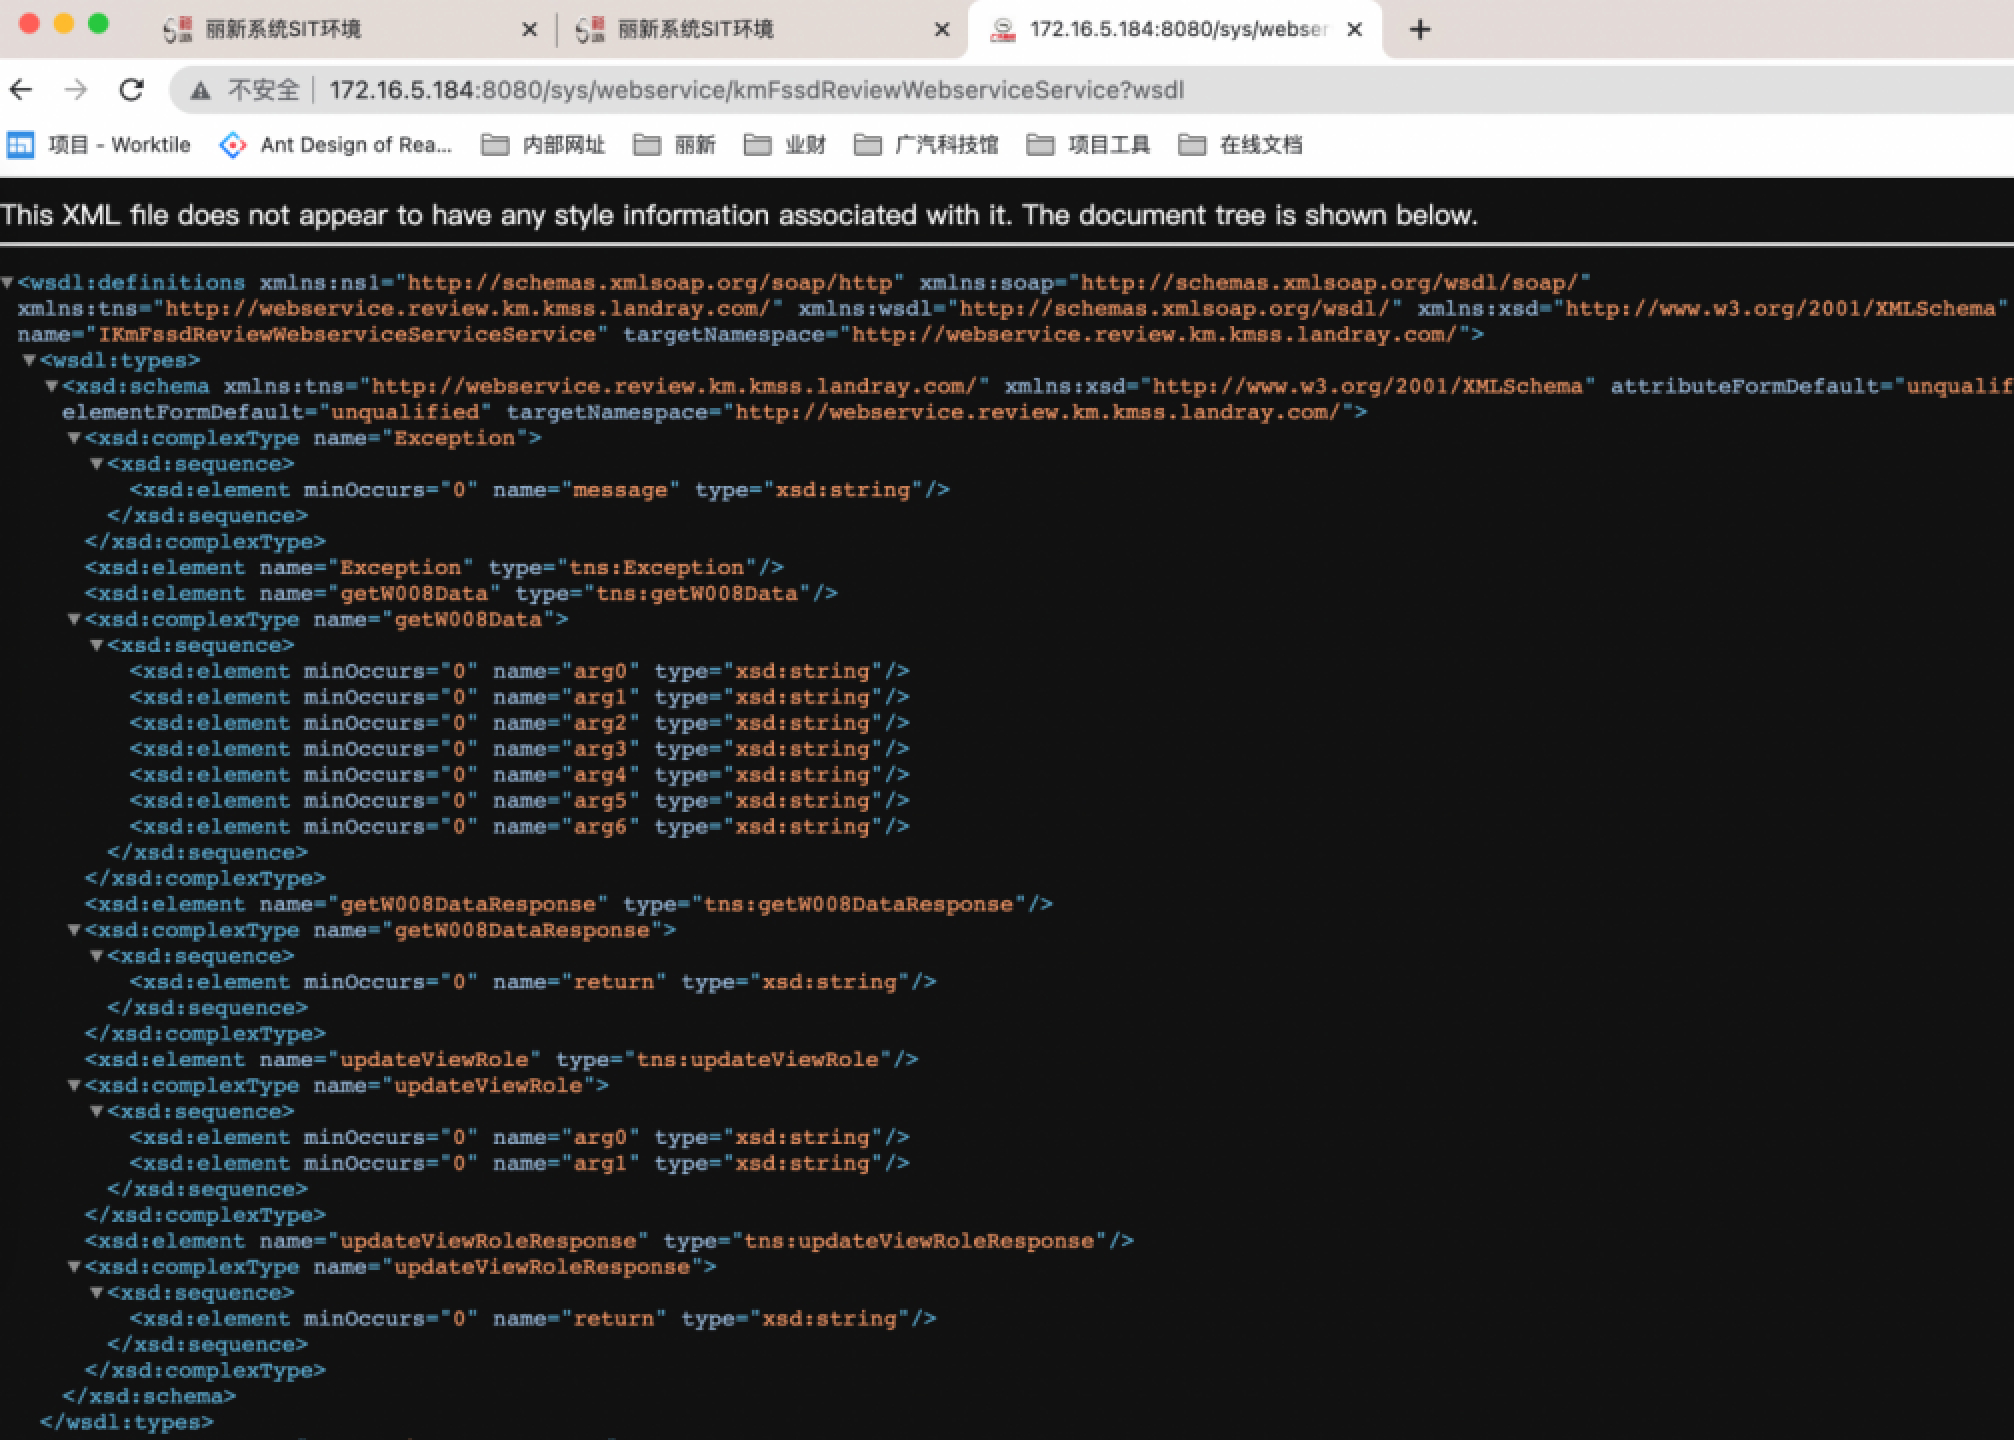 丽新系统SIT环境
丽新系统SIT环境
172.16.5.184:8080/sys/webser
不安全
172.16.5.184:8080/sys/webservice/kmFssdReviewWebserviceService?wsdl
项目 - Worktile
Ant Design of Rea...
内部网址
丽新
业财
广汽科技馆
项目工具
在线文档
This XML file does not appear to have any style information associated with it. The document tree is shown below.
<wsdl:definitions xmlns:ns1="http://schemas.xmlsoap.org/soap/http" xmlns:soap="http://schemas.xmlsoap.org/wsdl/soap/"
xmlns:tns="http://webservice.review.km.kmss.landray.com/" xmlns:wsdl="http://schemas.xmlsoap.org/wsdl/" xmlns:xsd="http://www.w3.org/2001/XMLSchema"
name="IKmFssdReviewWebserviceServiceService" targetNamespace="http://webservice.review.km.kmss.landray.com/">
<wsdl:types>
<xsd:schema xmlns:tns="http://webservice.review.km.kmss.landray.com/" xmlns:xsd="http://www.w3.org/2001/XMLSchema" attributeFormDefault="unqualif
elementFormDefault="unqualified" targetNamespace="http://webservice.review.km.kmss.landray.com/">
<xsd:complexType name="Exception">
<xsd:sequence>
<xsd:element minOccurs="0" name="message" type="xsd:string"/>
</xsd:sequence>
</xsd:complexType>
<xsd:element name="Exception" type="tns:Exception"/>
<xsd:element name="getW008Data" type="tns:getW008Data"/>
<xsd:complexType name="getW008Data">
<xsd:sequence>
<xsd:element minOccurs="0" name="arg0" type="xsd:string"/>
<xsd:element minOccurs="0" name="arg1" type="xsd:string"/>
<xsd:element minOccurs="0" name="arg2" type="xsd:string"/>
<xsd:element minOccurs="0" name="arg3" type="xsd:string"/>
<xsd:element minOccurs="0" name="arg4" type="xsd:string"/>
<xsd:element minOccurs="0" name="arg5" type="xsd:string"/>
<xsd:element minOccurs="0" name="arg6" type="xsd:string"/>
</xsd:sequence>
</xsd:complexType>
<xsd:element name="getW008DataResponse" type="tns:getW008DataResponse"/>
<xsd:complexType name="getW008DataResponse">
<xsd:sequence>
<xsd:element minOccurs="0" name="return" type="xsd:string"/>
</xsd:sequence>
</xsd:complexType>
<xsd:element name="updateViewRole" type="tns:updateViewRole"/>
<xsd:complexType name="updateViewRole">
<xsd:sequence>
<xsd:element minOccurs="0" name="arg0" type="xsd:string"/>
<xsd:element minOccurs="0" name="arg1" type="xsd:string"/>
</xsd:sequence>
</xsd:complexType>
<xsd:element name="updateViewRoleResponse" type="tns:updateViewRoleResponse"/>
<xsd:complexType name="updateViewRoleResponse">
<xsd:sequence>
<xsd:element minOccurs="0" name="return" type="xsd:string"/>
</xsd:sequence>
</xsd:complexType>
</xsd:schema>
</wsdl:types>